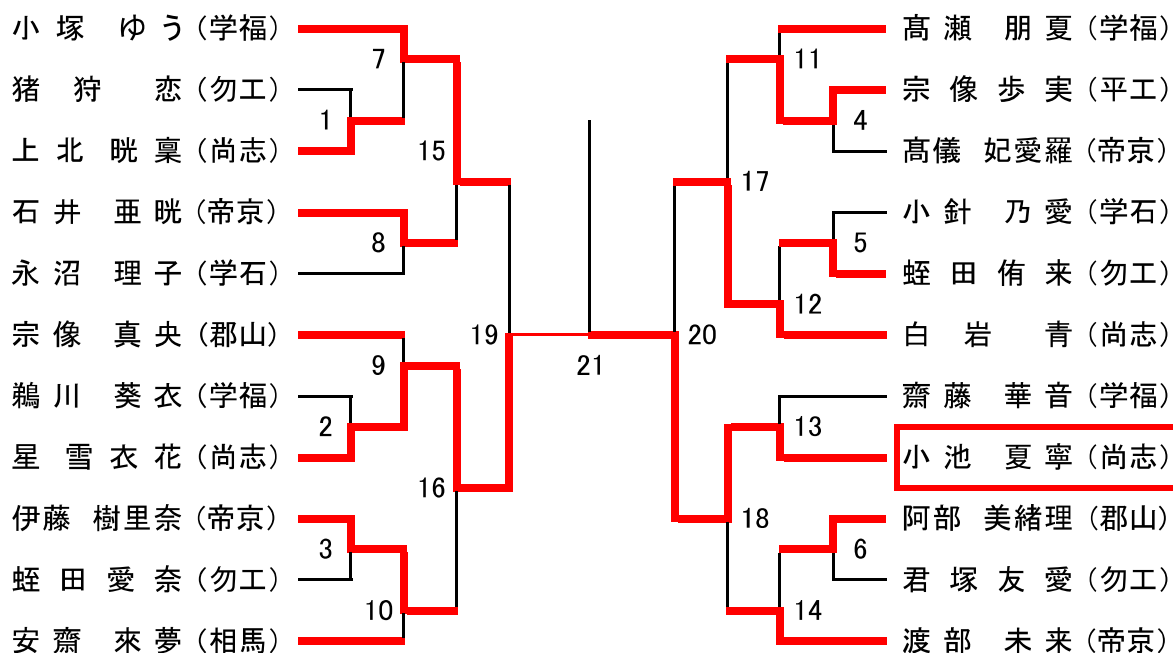 小塚 ゆう (学福)
7
猪狩 恋 (勿工)
1
上北 晄稟 (尚志)
15
石井 亜晄 (帝京)
8
永沼 理子 (学石)
宗像 真央 (郡山)
19
9
鵜川 葵衣 (学福)
2
星 雪衣花 (尚志)
16
伊藤 樹里奈 (帝京)
3
蛭田愛奈 (勿工)
10
安齋 來夢 (相馬)
21
髙瀬 朋夏 (学福)
11
宗像歩実 (平工)
4
髙儀 妃愛羅 (帝京)
17
小針 乃愛 (学石)
5
蛭田侑来 (勿工)
12
白岩 青 (尚志)
20
齋藤 華音 (学福)
13
小池 夏寧 (尚志)
18
阿部 美緒理 (郡山)
6
君塚友愛 (勿工)
14
渡部 未来 (帝京)